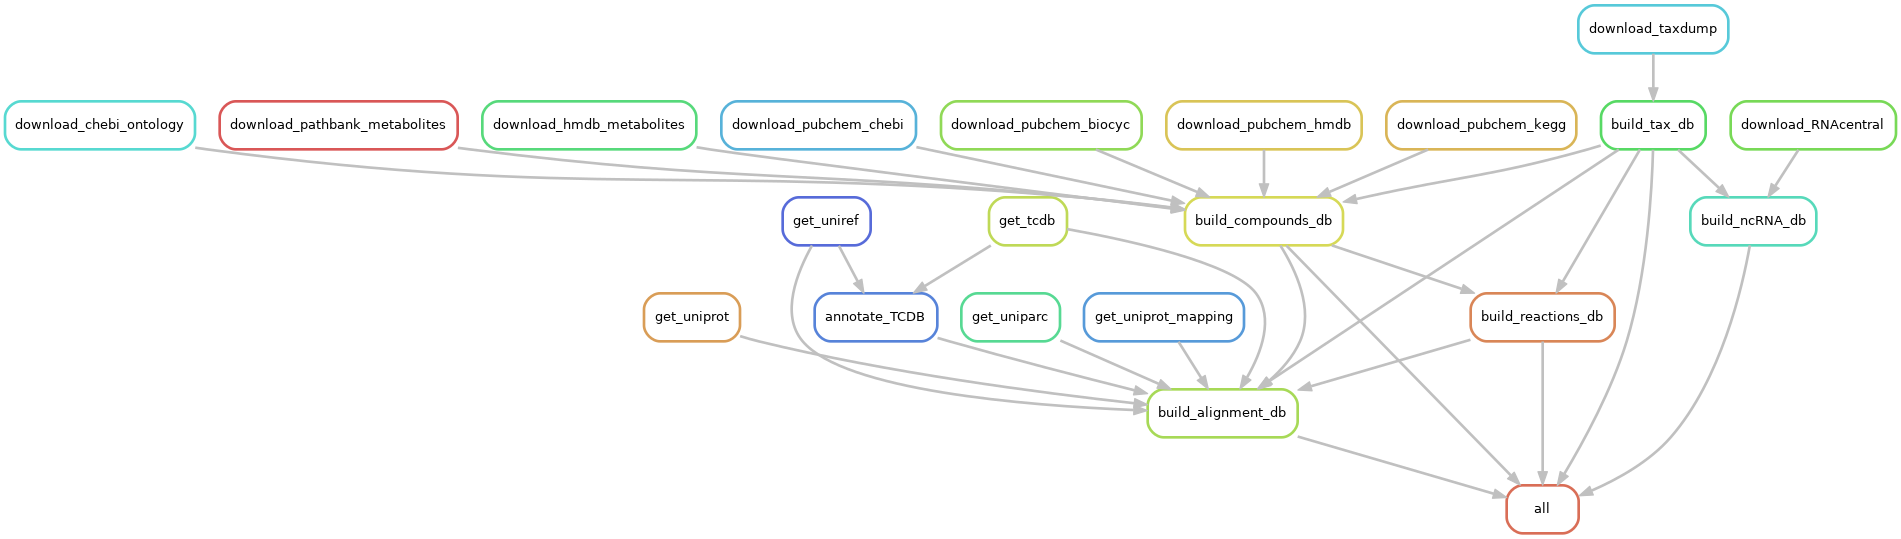 download_taxdump
download_chebi_ontology
download_pathbank_metabolites
download_hmdb_metabolites
download_pubchem_chebi
download_pubchem_biocyc
download_pubchem_hmdb
download_pubchem_kegg
build_tax_db
download_RNAcentral
get_uniref
get_tcdb
build_compounds_db
build_ncRNA_db
get_uniprot
annotate_TCDB
get_uniparc
get_uniprot_mapping
build_reactions_db
build_alignment_db
all